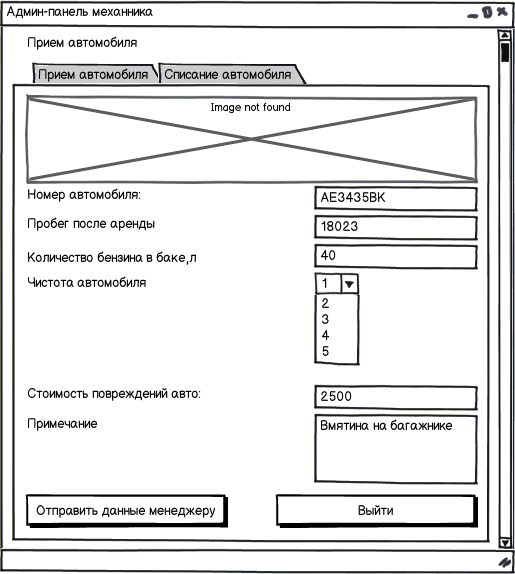 Админ-панель механника
Прием автомобиля
Прием автомобиля Списание автомобиля
Image not found
Номер автомобиля: AE3435BK
Пробег после аренды 18023
Количество бензина в баке,л 40
Чистота автомобиля 1
2
3
4
5
Стоимость повреждений авто: 2500
Примечание Вмятина на багажнике
Отправить данные менеджеру Выйти